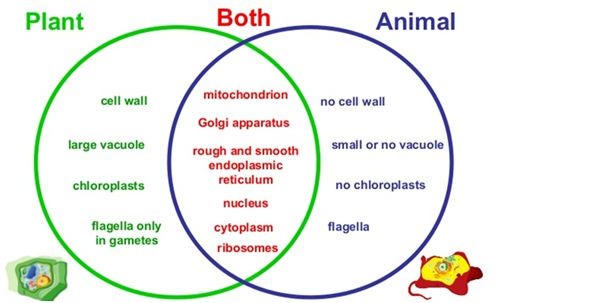 Plant
Both
Animal
cell wall
large vacuole
chloroplasts
flagella only
in gametes
mitochondrion
Golgi apparatus
rough and smooth
endoplasmic
reticulum
nucleus
cytoplasm
ribosomes
no cell wall
small or no vacuole
no chloroplasts
flagella